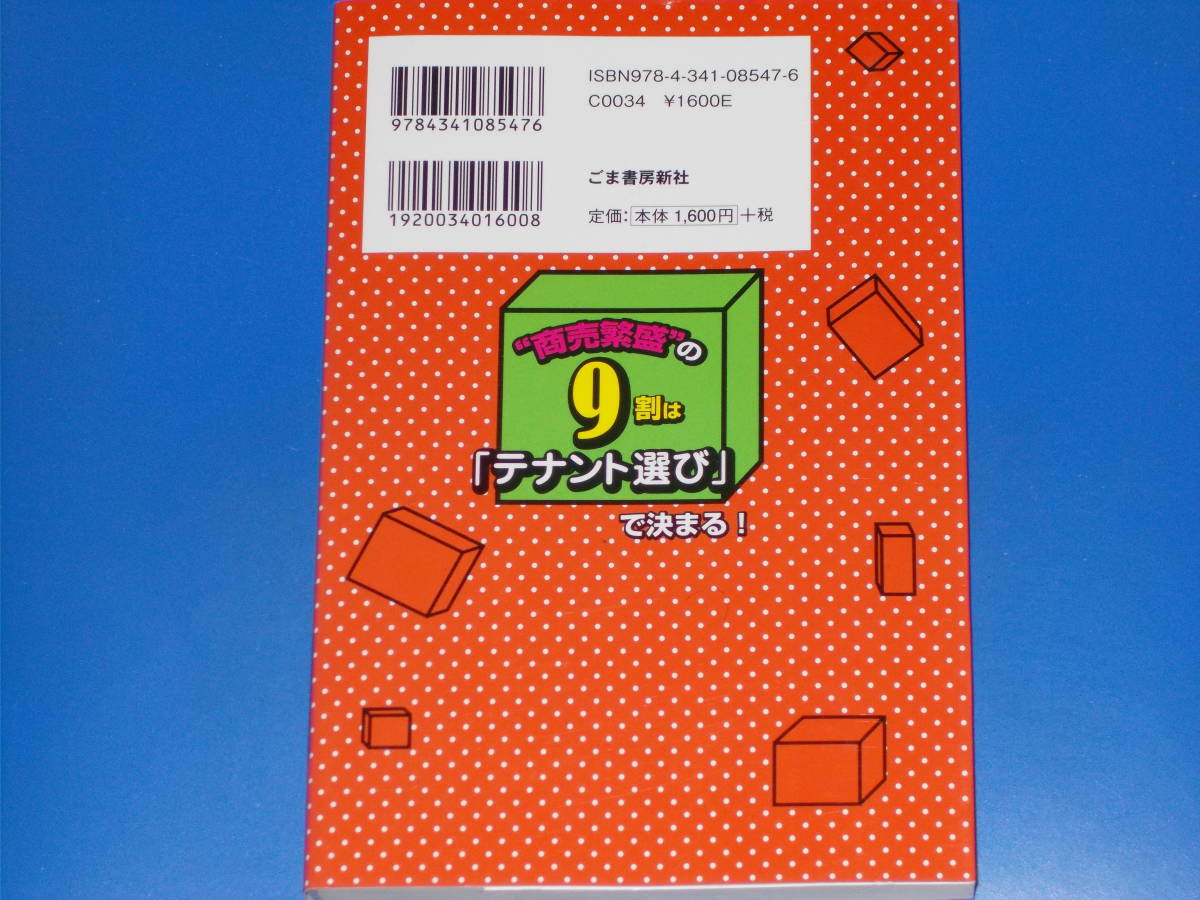 ISBN978-4-341-08547-6
C0034 ¥1600E
9784341085476
ごま書房新社
定価：本体 1,600円+税
1920034016008
“商売繁盛”の
9割は
「テナント選び」
で決まる！